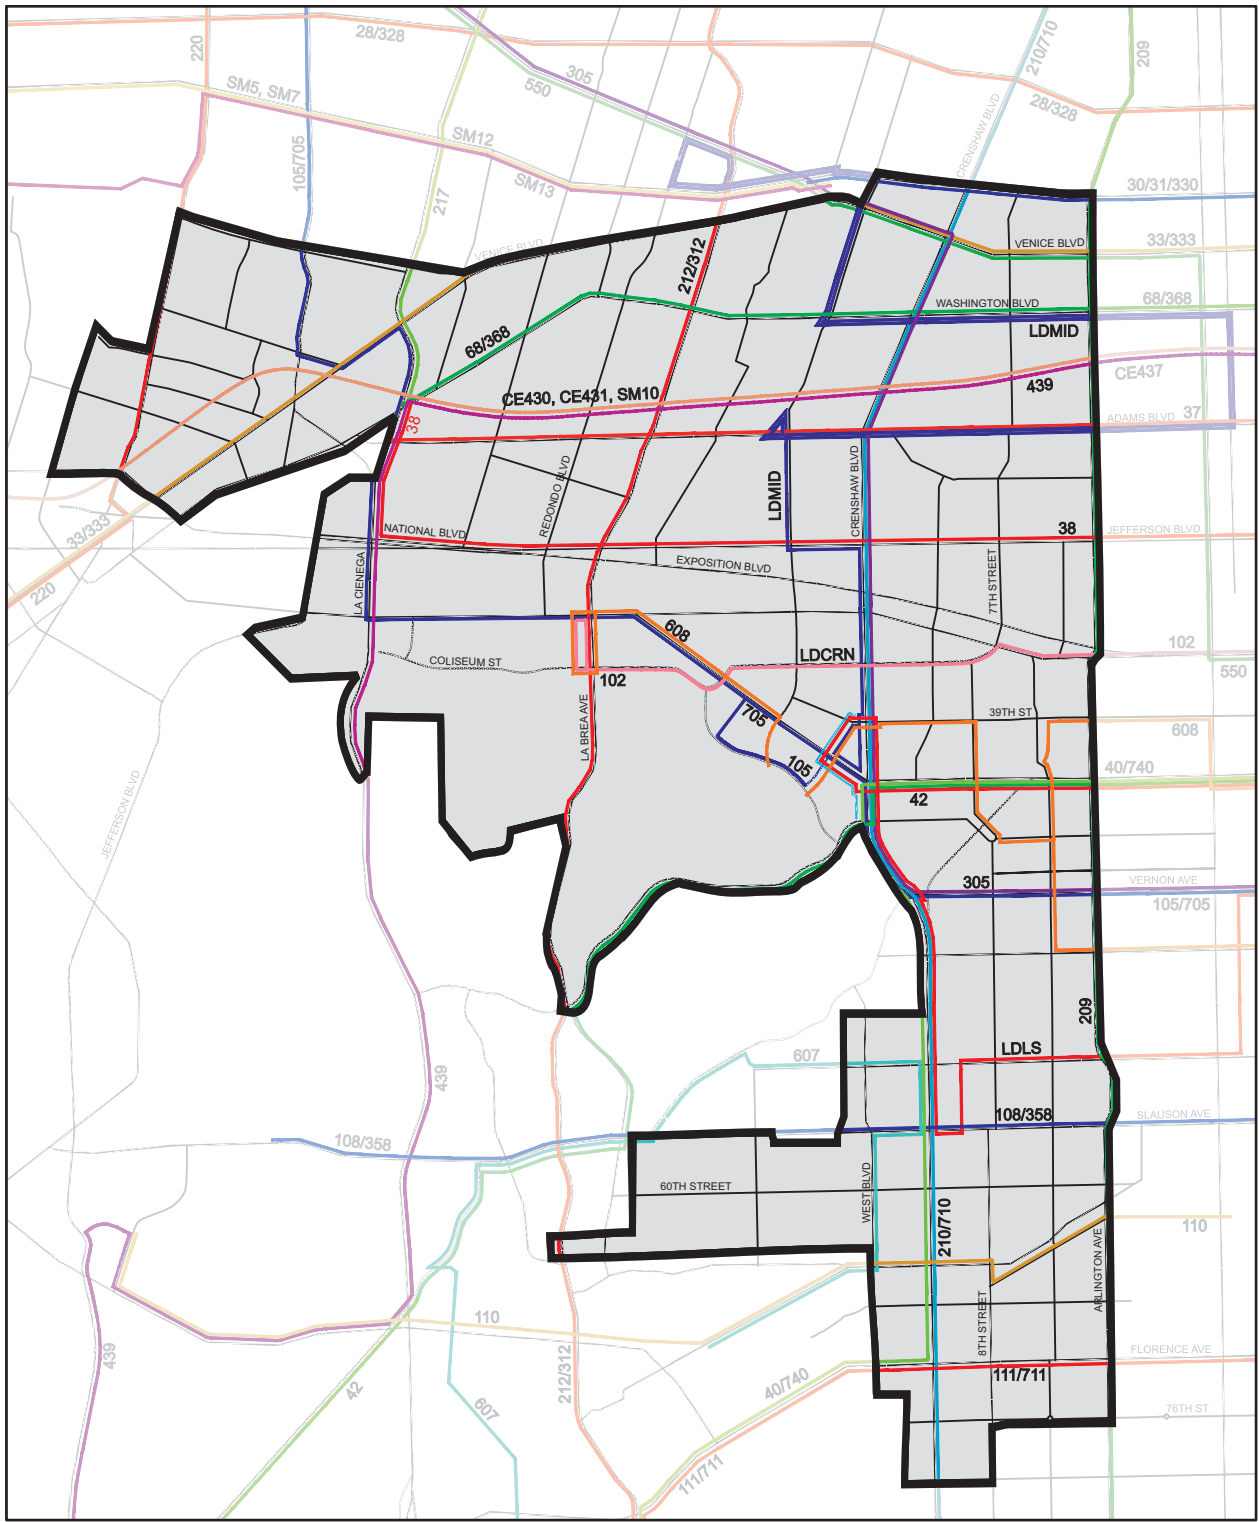 220
28/328
210/710
209
305
550
SM5, SM7
28/328
CRENSHAW BLVD
SM12
105/705
SM13
30/31/330
217
VENICE BLVD
212/312
VENICE BLVD
33/333
WASHINGTON BLVD
68/368
LDMID
68/368
CE430, CE431, SM10
439
CE437
38
ADAMS BLVD
37
LDMID
CRENSHAW BLVD
REDONDO BLVD
NATIONAL BLVD
38
JEFFERSON BLVD
33/333
220
EXPOSITION BLVD
LA CIENEGA
7TH STREET
608
102
COLISEUM ST
LDCRN
102
550
LA BREA AVE
705
39TH ST
608
105
40/740
42
JEFFERSON BLVD
305
VERNON AVE
105/705
209
LDLS
607
439
108/358
108/358
SLAUSON AVE
60TH STREET
WEST BLVD
210/710
110
ARLINGTON AVE
110
8TH STREET
439
212/312
FLORENCE AVE
111/711
42
607
40/740
76TH ST
111/711